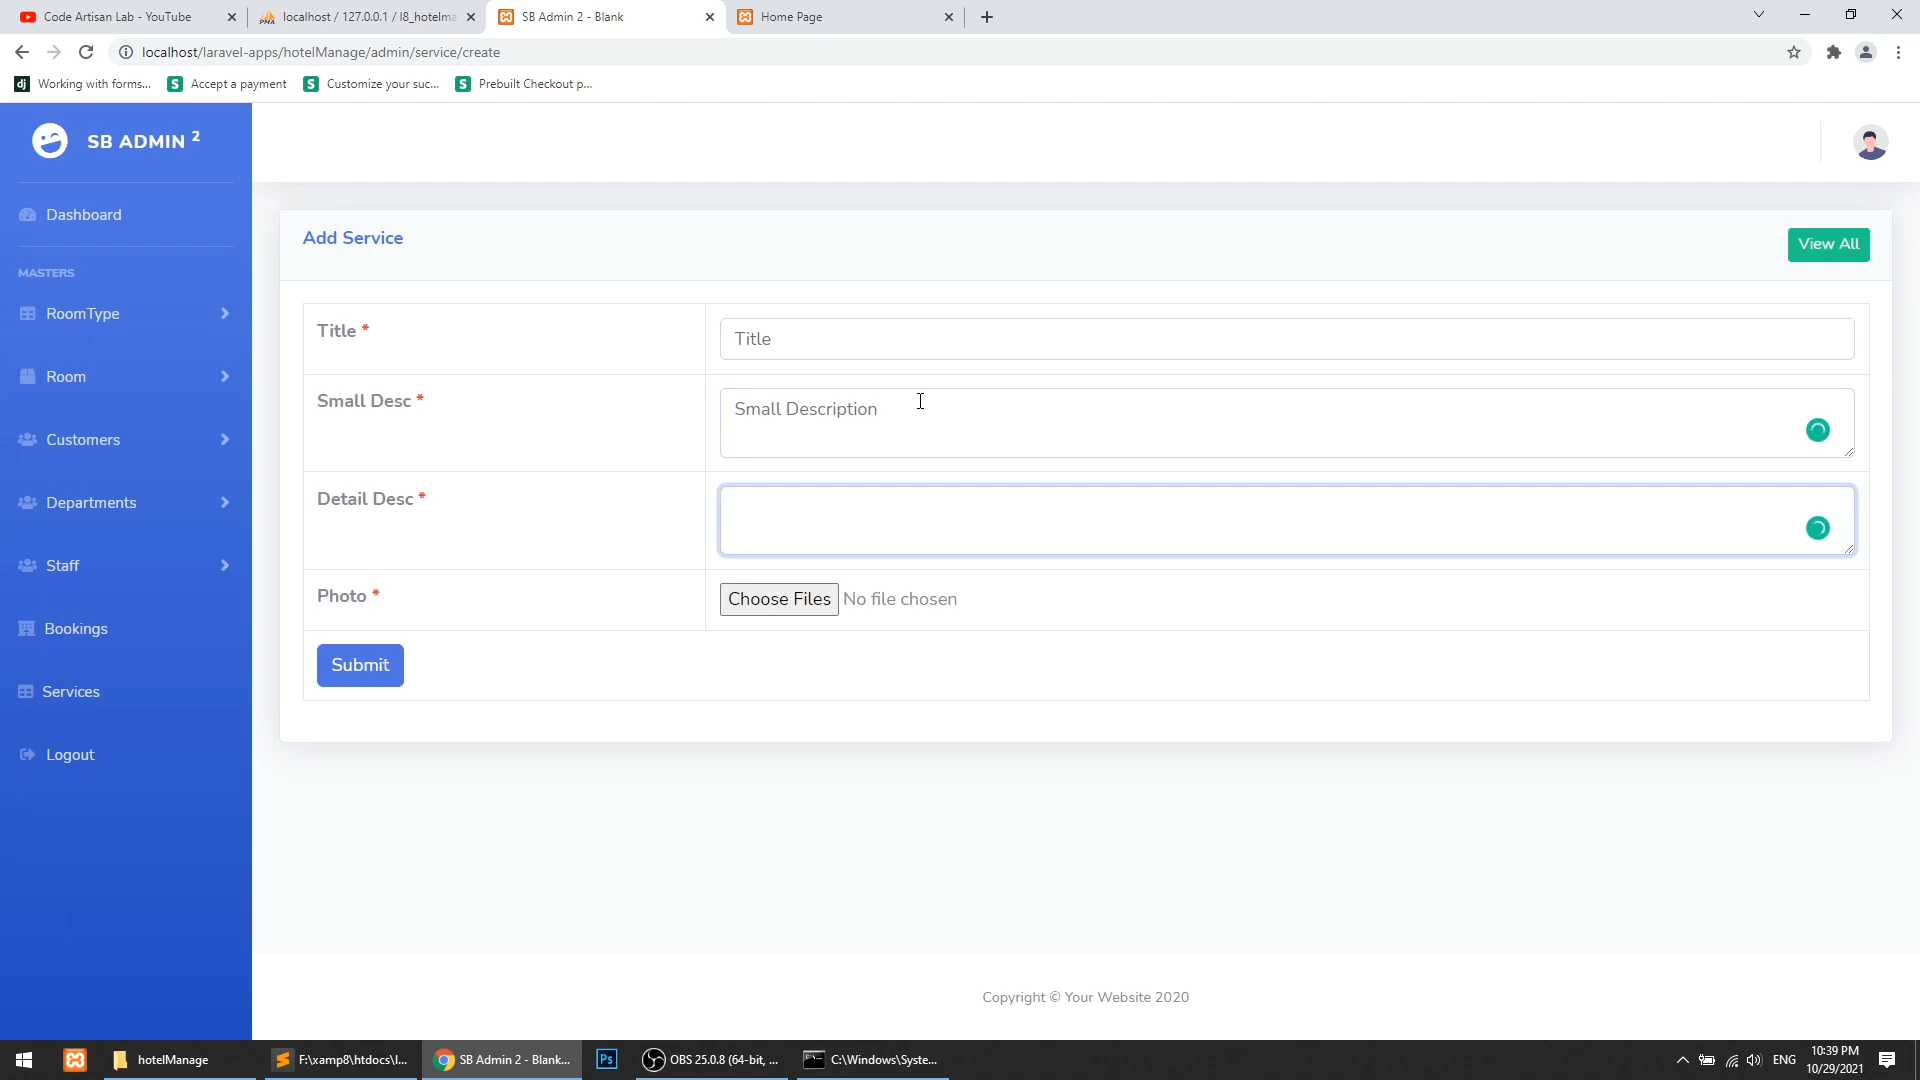 Code Artisan Lab - YouTube
localhost / 127.0.0.1 / l8_hotelma
SB Admin 2 - Blank
Home Page
localhost/laravel-apps/hotelManage/admin/service/create
dj Working with forms...
S Accept a payment
S Customize your suc...
S Prebuilt Checkout p...
SB ADMIN 2
Dashboard
MASTERS
RoomType
Room
Customers
Departments
Staff
Bookings
Services
Logout
Add Service
View All
Title *
Title
Small Desc *
Small Description
Detail Desc *
Photo *
Choose Files No file chosen
Submit
Copyright © Your Website 2020
hotelManage
F:\xamp8\htdocs\l...
SB Admin 2 - Blank...
Ps
OBS 25.0.8 (64-bit, ...
C:\Windows\Syste...
ENG
10:39 PM
10/29/2021